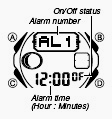 On/Off status
Alarm number
A
B
AL 1
C
D
12:00 OF
Alarm time
(Hour : Minutes)